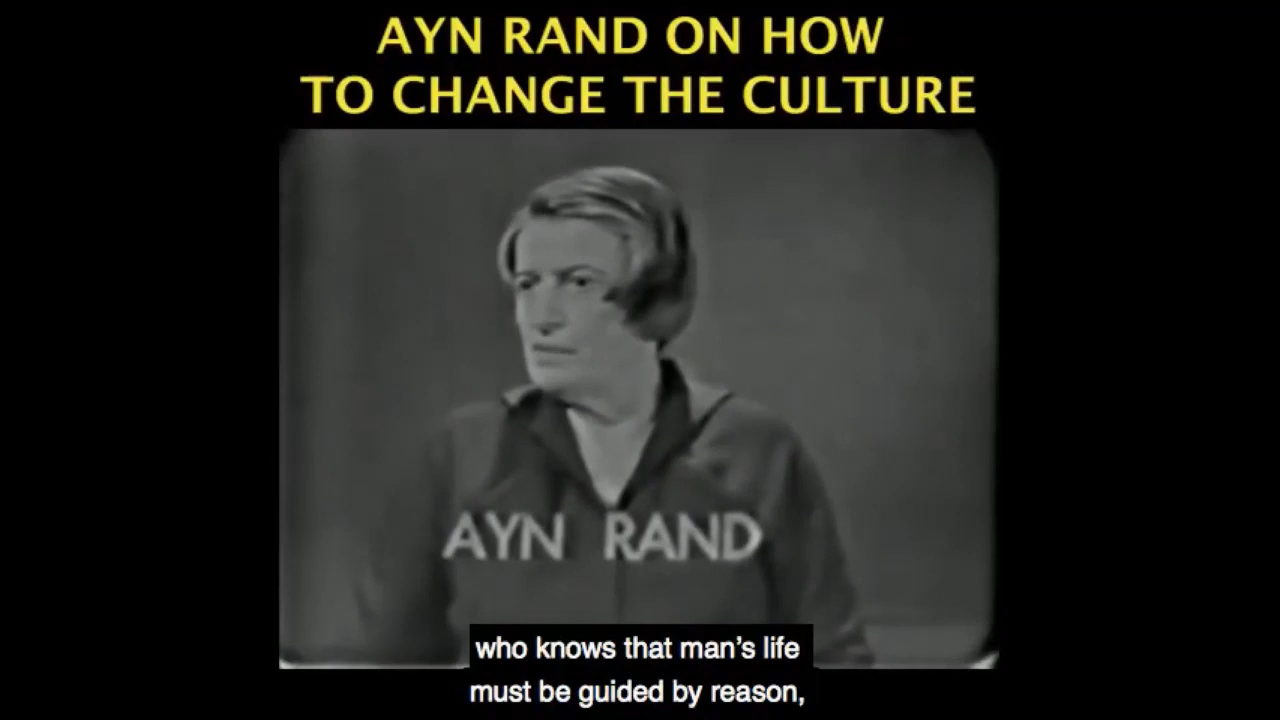 AYN RAND ON HOW
TO CHANGE THE CULTURE
AYN RAND
who knows that man's life
must be guided by reason,